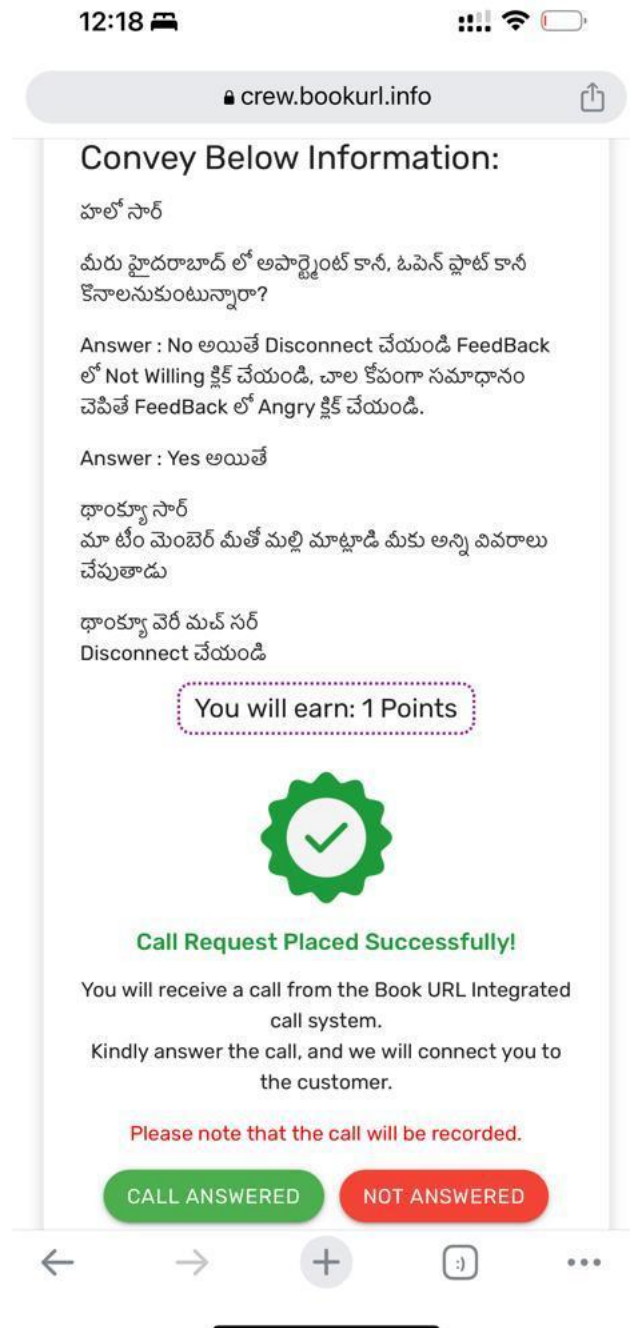 12:18
crew.bookurl.info
Convey Below Information:
హలో సార్
మీరు హైదరాబాద్ లో అపార్ట్మెంట్ కానీ, ఓపెన్ ప్లాట్ కానీ
కొనాలనుకుంటున్నారా?
Answer : No అయితే Disconnect చేయండి FeedBack
లో Not Willing క్లిక్ చేయండి, చాల కోపంగా సమాధానం
చెపితే FeedBack లో Angry క్లిక్ చేయండి.
Answer : Yes అయితే
థాంక్యూ సార్
మా టీం మెంబెర్ మీతో మల్లి మాట్లాడి మీకు అన్ని వివరాలు
చేపుతాడు
థాంక్యూ వెరీ మచ్ సర్
Disconnect చేయండి
You will earn: 1 Points
Call Request Placed Successfully!
You will receive a call from the Book URL Integrated
call system.
Kindly answer the call, and we will connect you to
the customer.
Please note that the call will be recorded.
CALL ANSWERED
NOT ANSWERED
:)